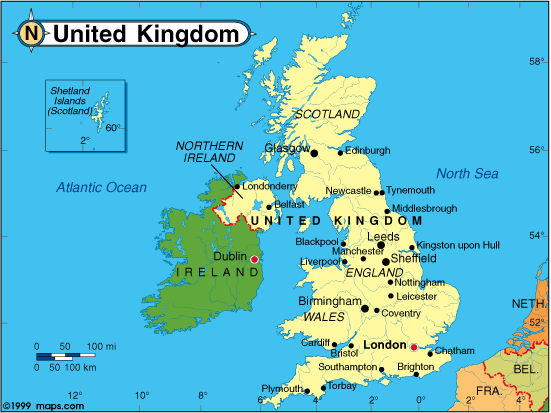 N United Kingdom
58°
Shetland
Islands
(Scotland)
60°
2°
SCOTLAND
Glasgow
Edinburgh
56°
NORTHERN
IRELAND
North Sea
Atlantic Ocean
Londonderry
Newcastle
Tynemouth
Belfast
Middlesbrough
UNITED KINGDOM
Blackpool
Leeds
Kingston upon Hull
54°
Manchester
Dublin
Liverpool
Sheffield
IRELAND
ENGLAND
Nottingham
Leicester
Birmingham
NETH.
WALES
Coventry
52°
Cardiff
London
Chatham
Bristol
0 50 100 mi
0 50 100 km
Southampton
Brighton
BEL.
Plymouth
Torbay
FRA.
©1999 maps.com
12°
8°
6°
4°
2°
0°
2°
4°